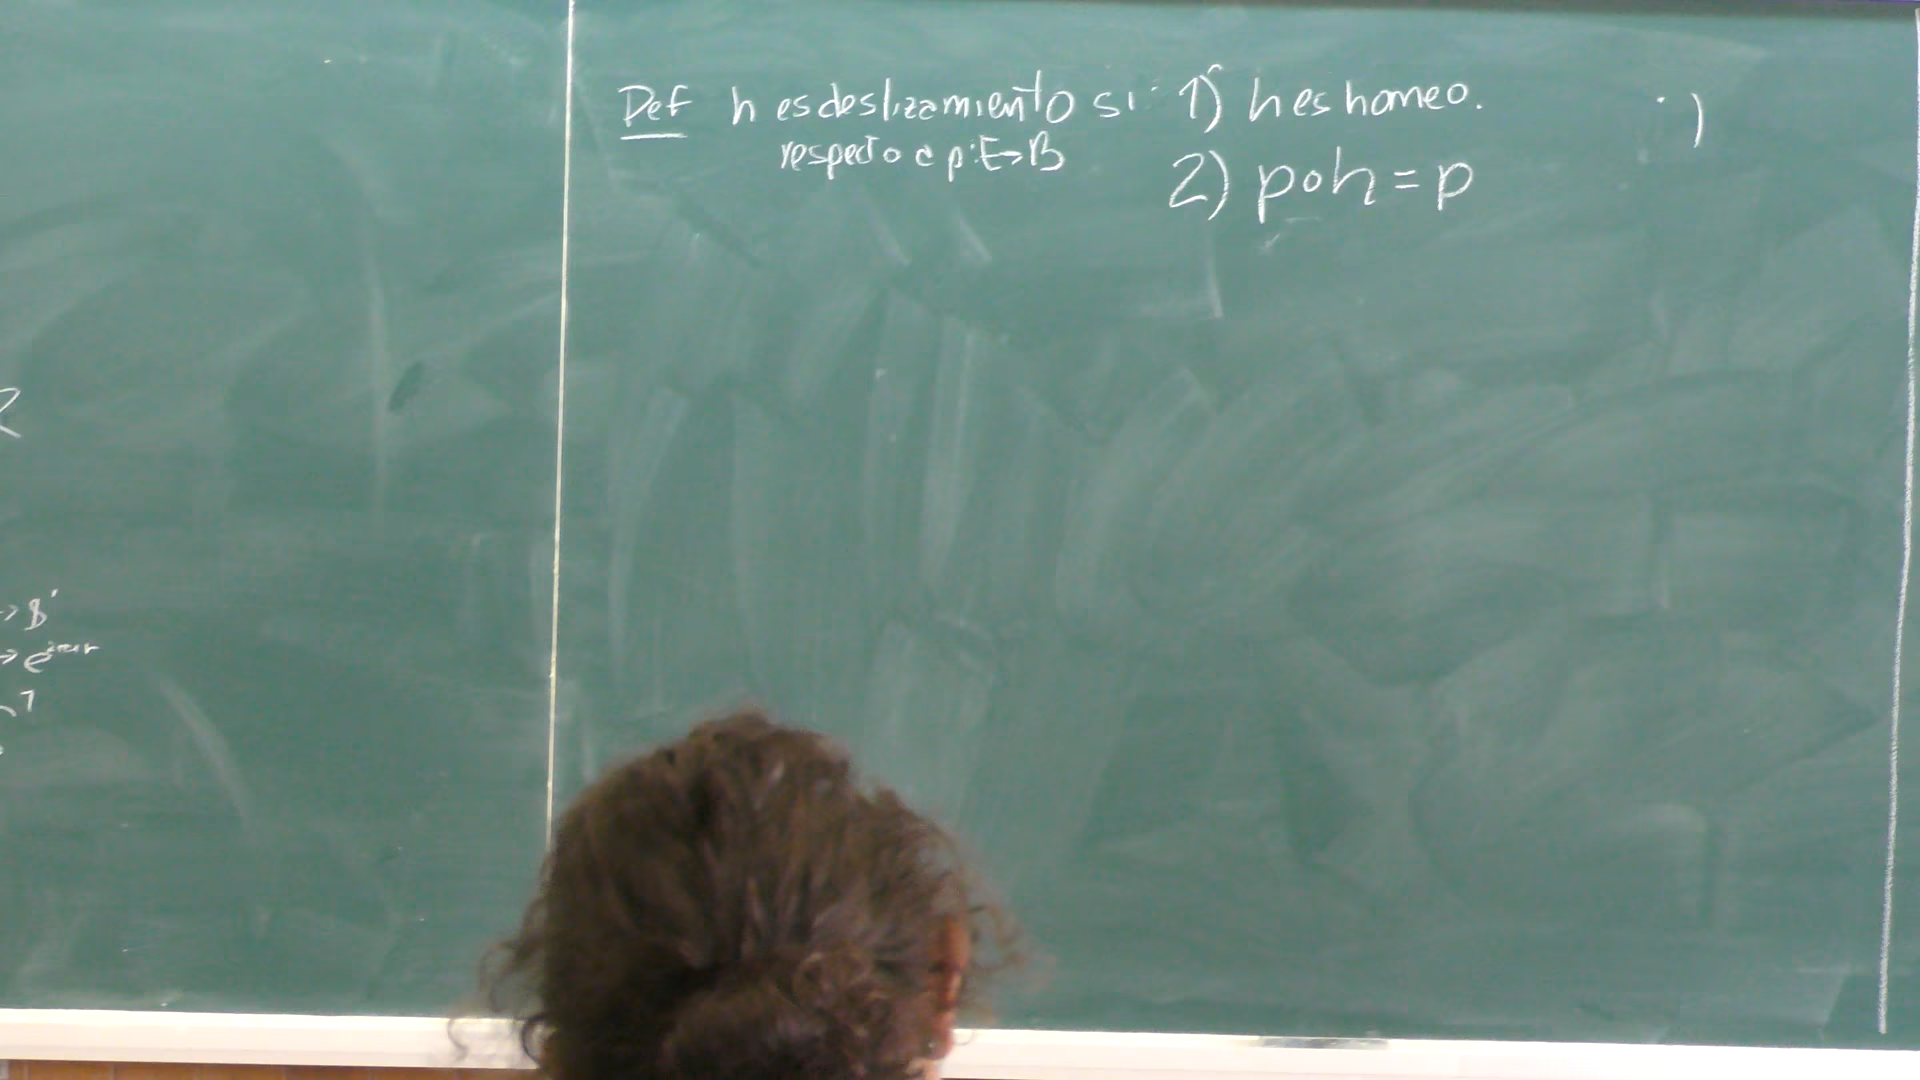 Def h es deslizamiento si: 1) h es homeo.
respecto a p:E→B
2) p∘h = p